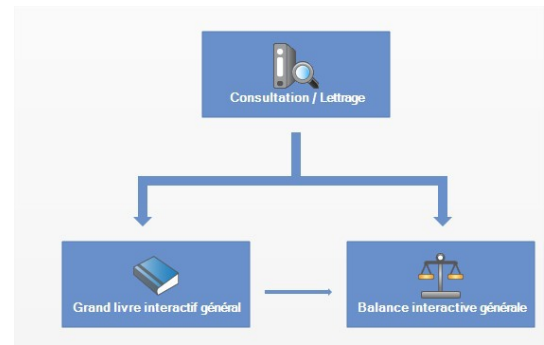 Consultation / Lettrage
Grand livre interactif général
Balance interactive générale